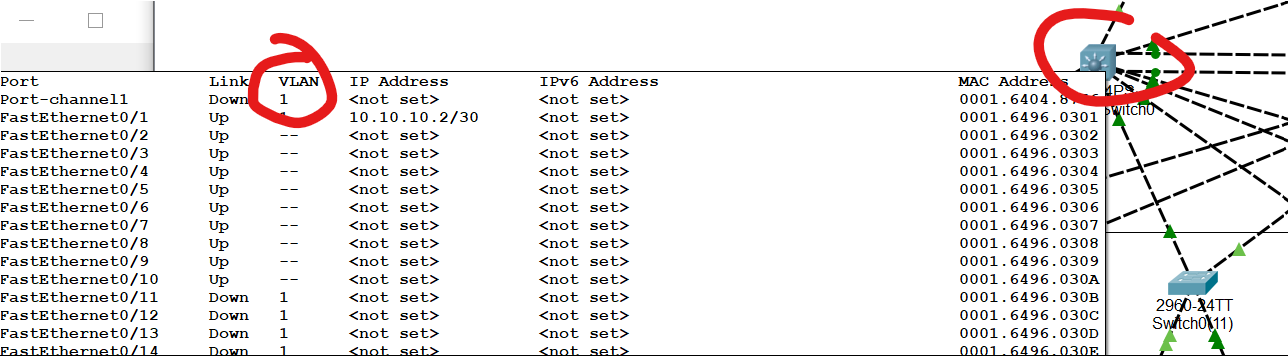 Port Link VLAN IP Address IPv6 Address MAC Address
Port-channel1 Down 1 <not set> <not set>
FastEthernet0/1 Up 1 10.10.10.2/30 <not set> 0001.6496.0301
FastEthernet0/2 Up -- <not set> <not set> 0001.6496.0302
FastEthernet0/3 Up -- <not set> <not set> 0001.6496.0303
FastEthernet0/4 Up -- <not set> <not set> 0001.6496.0304
FastEthernet0/5 Up -- <not set> <not set> 0001.6496.0305
FastEthernet0/6 Up -- <not set> <not set> 0001.6496.0306
FastEthernet0/7 Up -- <not set> <not set> 0001.6496.0307
FastEthernet0/8 Up -- <not set> <not set> 0001.6496.0308
FastEthernet0/9 Up -- <not set> <not set> 0001.6496.0309
FastEthernet0/10 Up -- <not set> <not set> 0001.6496.030A
FastEthernet0/11 Down 1 <not set> <not set> 0001.6496.030B
FastEthernet0/12 Down 1 <not set> <not set> 0001.6496.030C
FastEthernet0/13 Down 1 <not set> <not set> 0001.6496.030D
FastEthernet0/14 Down 1 <not set> <not set> 0001.6496.030E
4PS
Switch0
2960-24TT
Switch0(11)